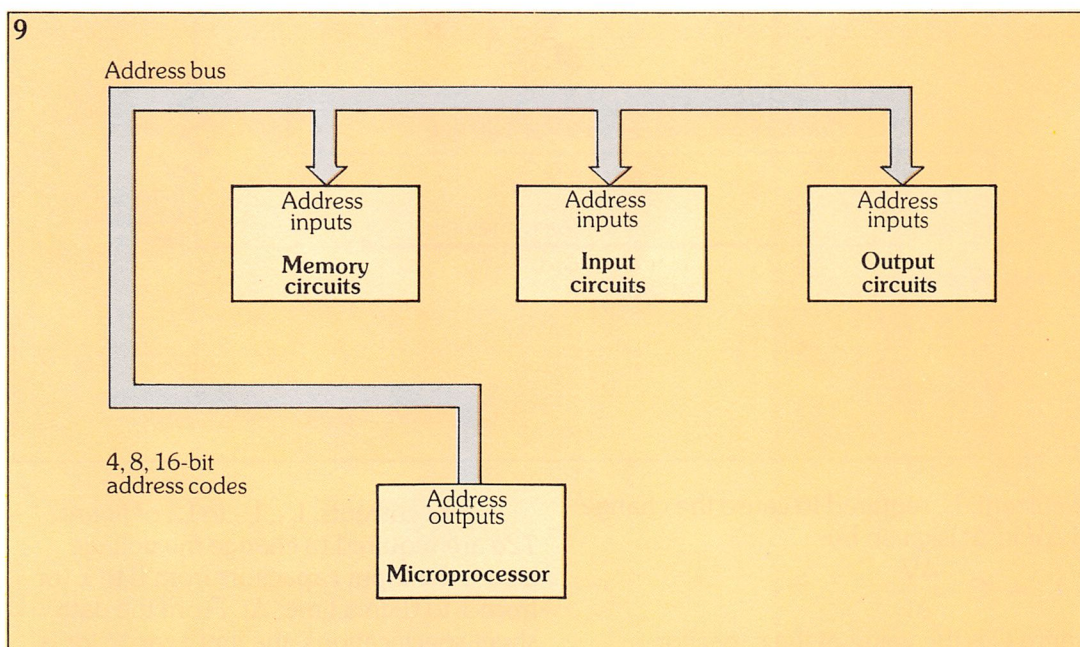 9
Address bus
Address
inputs
Memory
circuits
Address
inputs
Input
circuits
Address
inputs
Output
circuits
4, 8, 16-bit
address codes
Address
outputs
Microprocessor